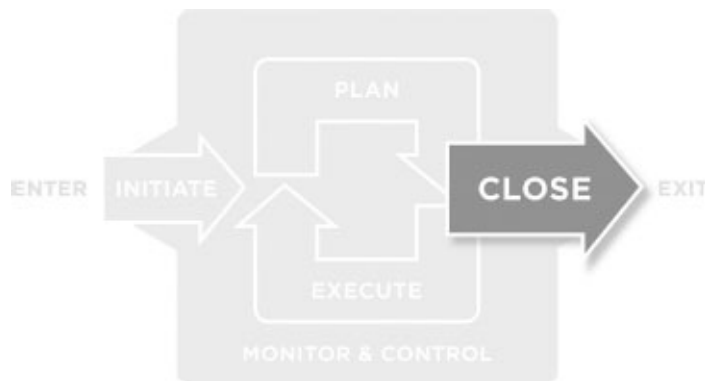 PLAN
ENTER INITIATE CLOSE EXIT
EXECUTE
MONITOR & CONTROL